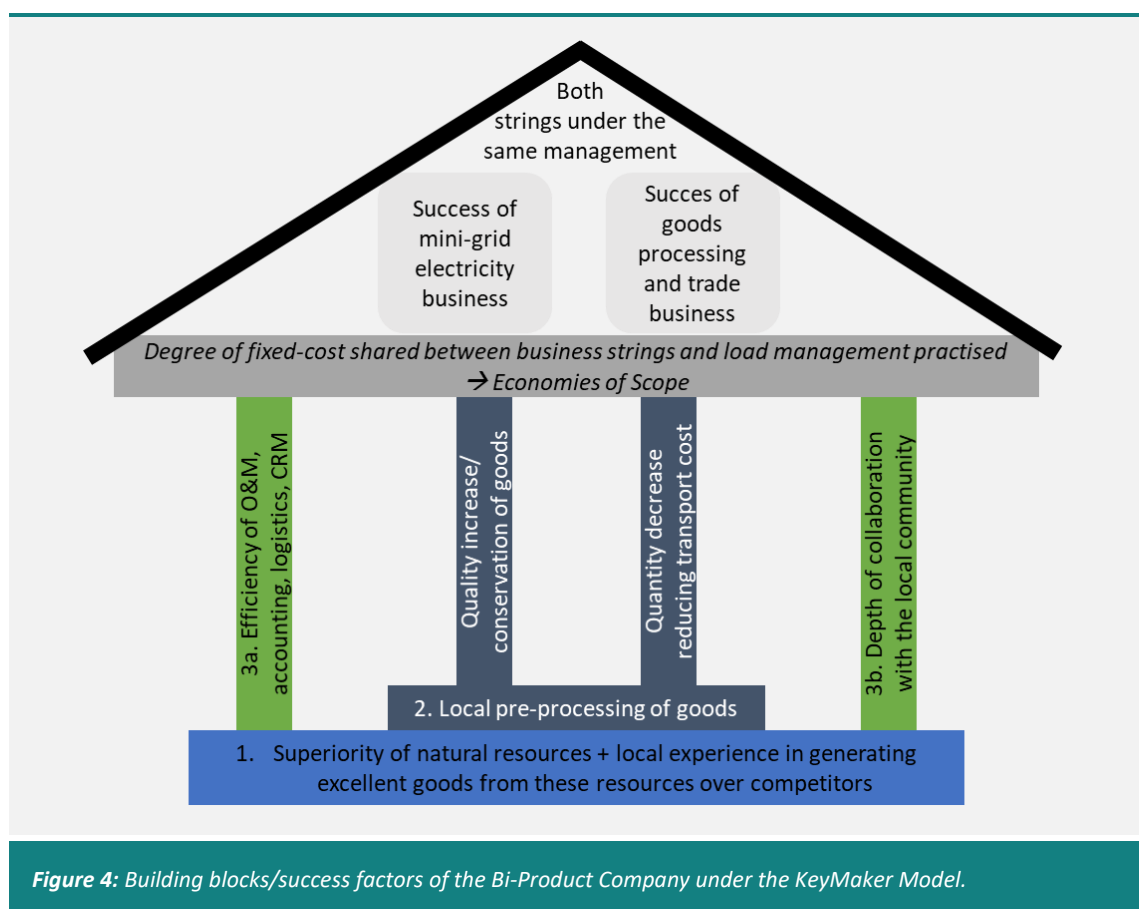 Both
strings under the
same management
Success of
mini-grid
electricity
business
Succes of
goods
processing
and trade
business
Degree of fixed-cost shared between business strings and load management practised
→ Economies of Scope
3a. Efficiency of O&M,
accounting, logistics, CRM
Quality increase/
conservation of goods
Quantity decrease
reducing transport cost
3b. Depth of collaboration
with the local community
2. Local pre-processing of goods
1. Superiority of natural resources + local experience in generating
excellent goods from these resources over competitors
Figure 4: Building blocks/success factors of the Bi-Product Company under the KeyMaker Model.